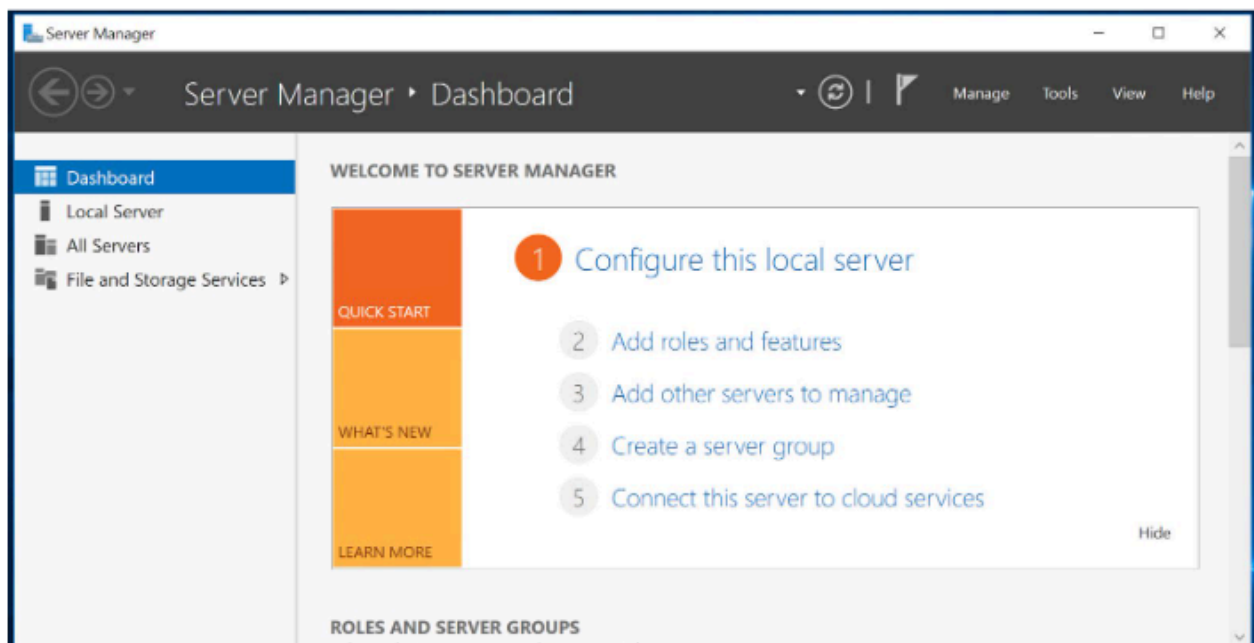 Server Manager
Server Manager ‣ Dashboard
Manage Tools View Help
Dashboard
Local Server
All Servers
File and Storage Services
WELCOME TO SERVER MANAGER
QUICK START
WHAT'S NEW
LEARN MORE
1 Configure this local server
2 Add roles and features
3 Add other servers to manage
4 Create a server group
5 Connect this server to cloud services
Hide
ROLES AND SERVER GROUPS